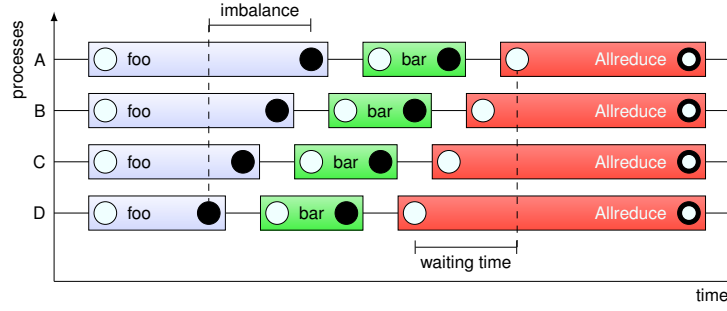 imbalance
processes
A foo bar Allreduce
B foo bar Allreduce
C foo bar Allreduce
D foo bar Allreduce
waiting time
time